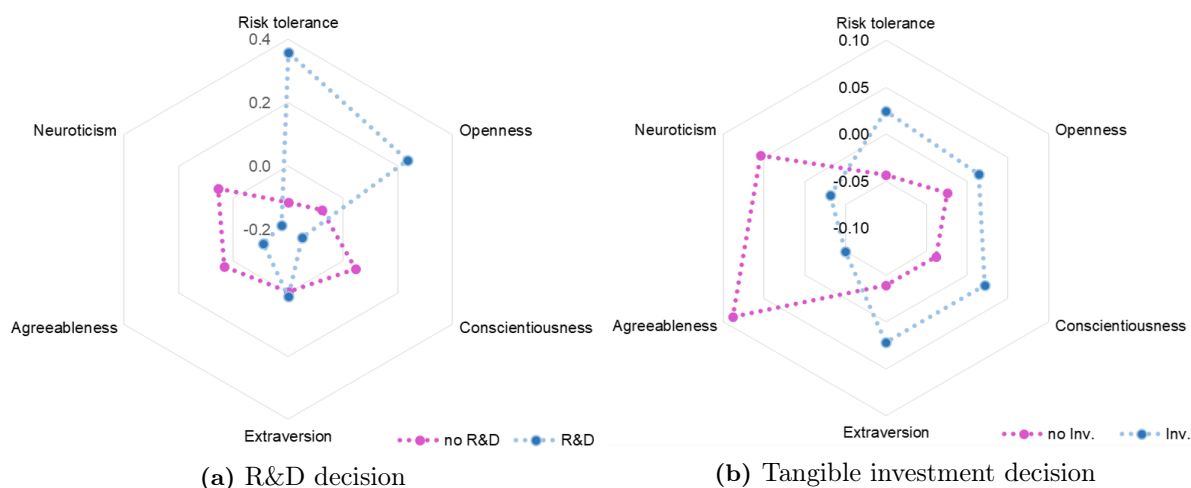 Risk tolerance
0.4
0.2
0.0
-0.2
Neuroticism
Openness
Agreeableness
Conscientiousness
Extraversion
no R&D
R&D
(a) R&D decision
Risk tolerance
0.10
0.05
0.00
-0.05
-0.10
Neuroticism
Openness
Agreeableness
Conscientiousness
Extraversion
no Inv.
Inv.
(b) Tangible investment decision